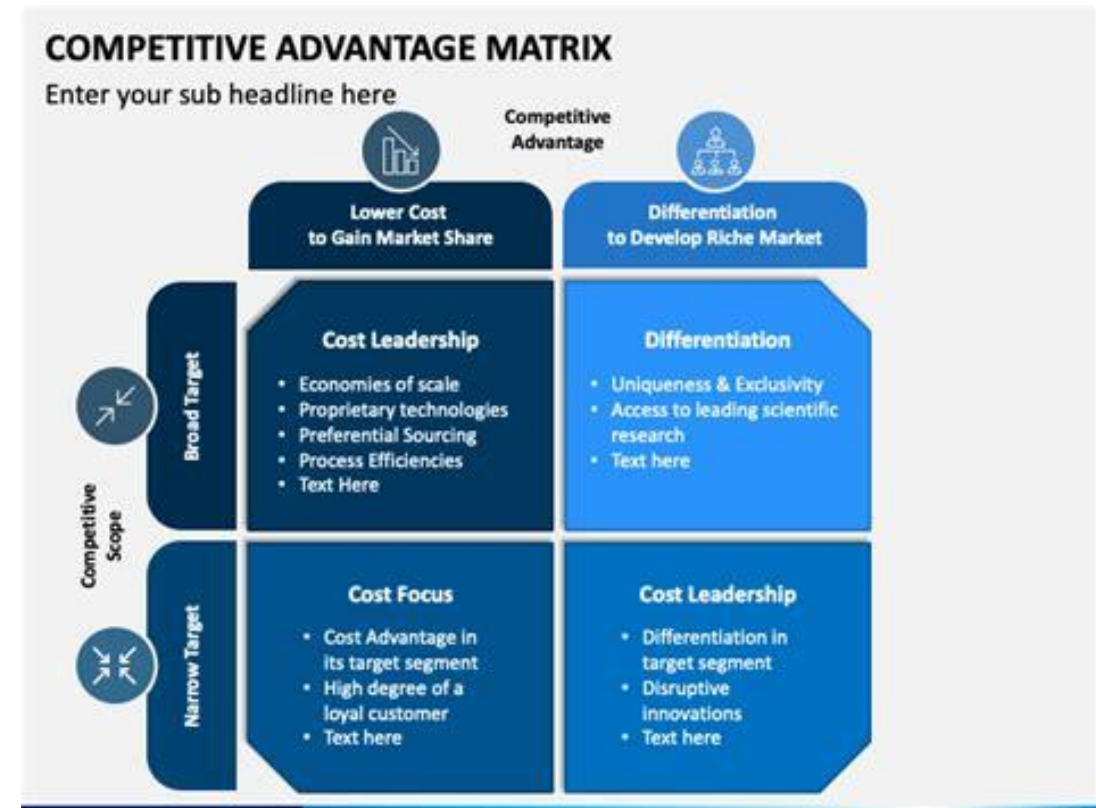 COMPETITIVE ADVANTAGE MATRIX
Enter your sub headline here
Competitive
Advantage
Lower Cost
to Gain Market Share
Differentiation
to Develop Riche Market
Competitive
Scope
Broad Target
Cost Leadership
• Economies of scale
• Proprietary technologies
• Preferential Sourcing
• Process Efficiencies
• Text Here
Differentiation
• Uniqueness & Exclusivity
• Access to leading scientific
research
• Text here
Narrow Target
Cost Focus
• Cost Advantage in
its target segment
• High degree of a
loyal customer
• Text here
Cost Leadership
• Differentiation in
target segment
• Disruptive
innovations
• Text here